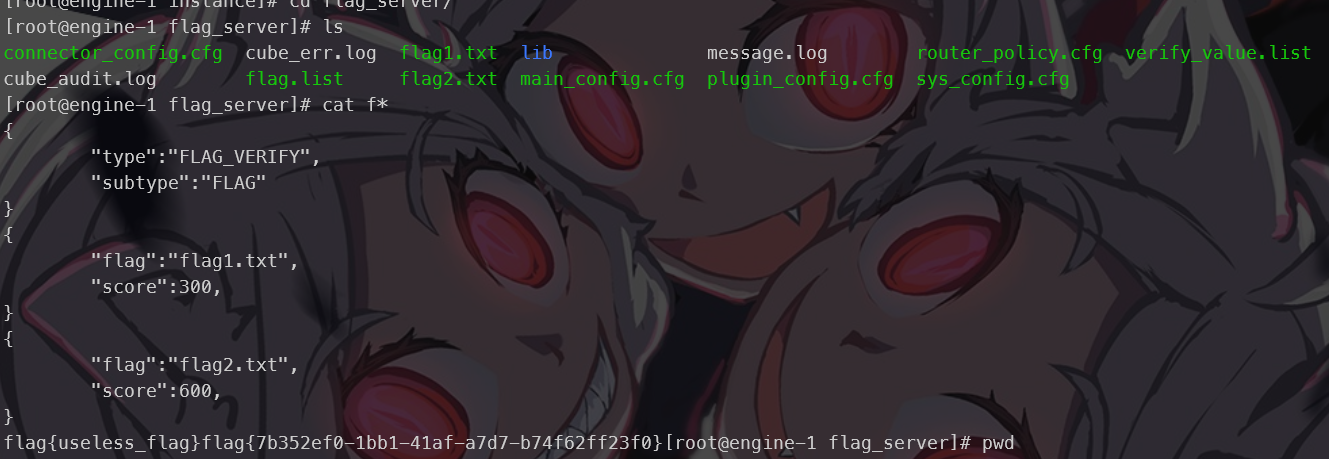 [root@engine-1 instance]# cd flag_server/
[root@engine-1 flag_server]# ls
connector_config.cfg cube_err.log flag1.txt lib message.log router_policy.cfg verify_value.list
cube_audit.log flag.list flag2.txt main_config.cfg plugin_config.cfg sys_config.cfg
[root@engine-1 flag_server]# cat f*
{
"type":"FLAG_VERIFY",
"subtype":"FLAG"
}
{
"flag":"flag1.txt",
"score":300,
}
{
"flag":"flag2.txt",
"score":600,
}
flag{useless_flag}flag{7b352ef0-1bb1-41af-a7d7-b74f62ff23f0}[root@engine-1 flag_server]# pwd